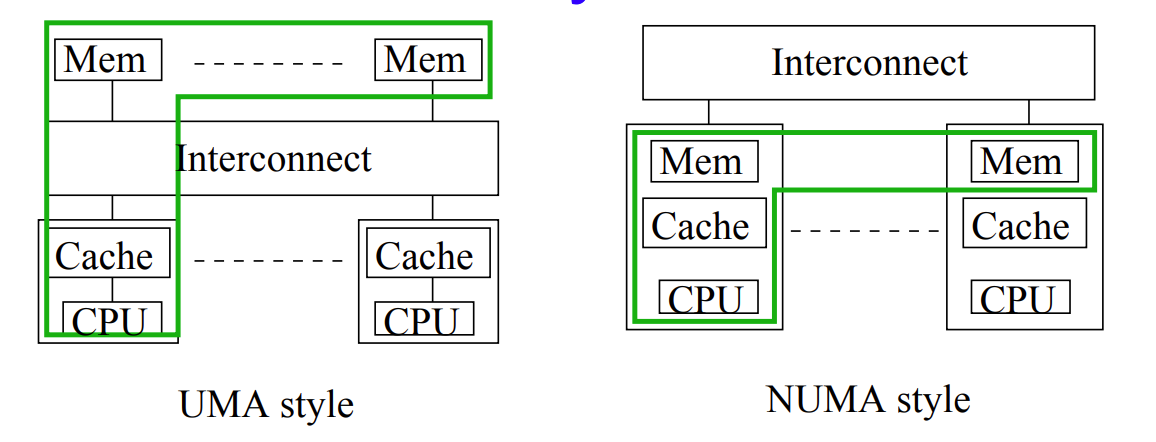 Mem Mem
Interconnect
Cache Cache
CPU CPU
UMA style
Interconnect
Mem Mem
Cache Cache
CPU CPU
NUMA style